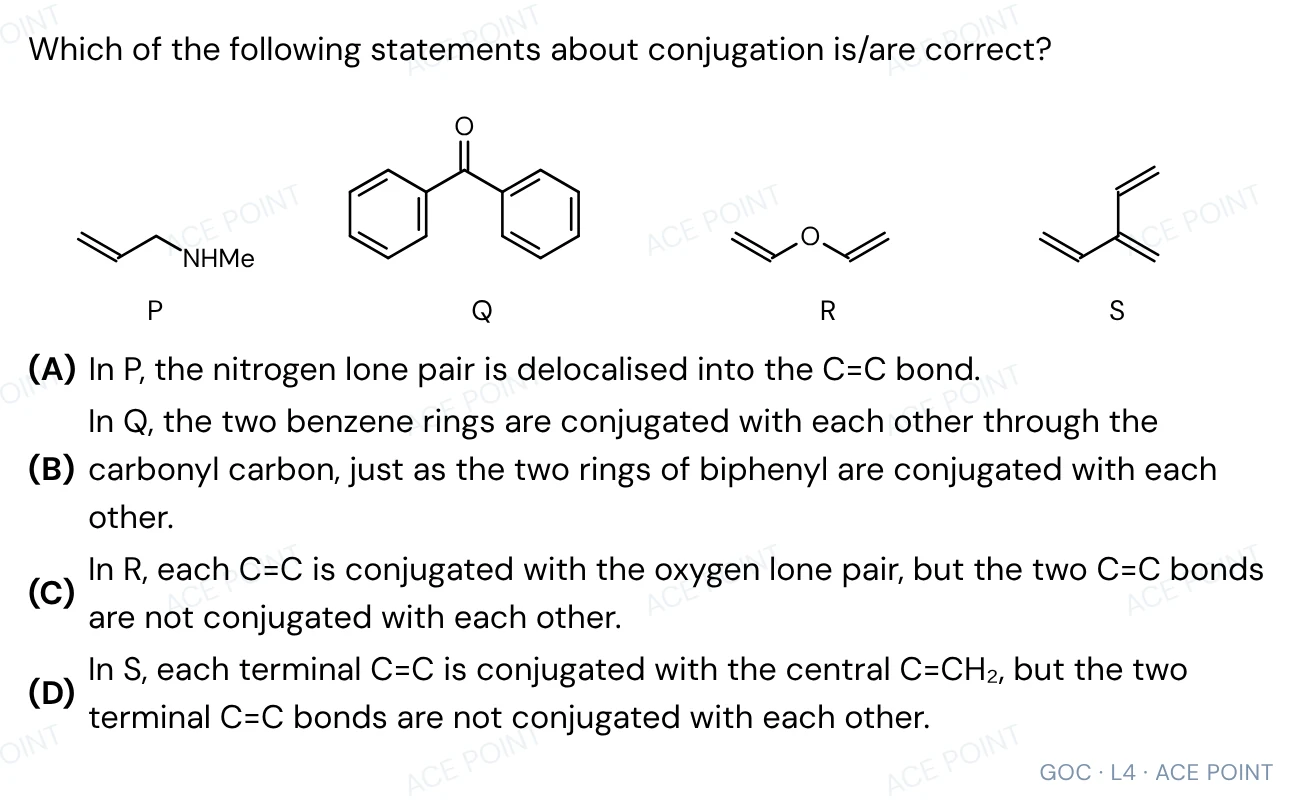 Which of the following statements about conjugation is/are correct?
O
NHMe
O
P
Q
R
S
(A) In P, the nitrogen lone pair is delocalised into the C=C bond.
In Q, the two benzene rings are conjugated with each other through the
(B) carbonyl carbon, just as the two rings of biphenyl are conjugated with each
other.
In R, each C=C is conjugated with the oxygen lone pair, but the two C=C bonds
(C)
are not conjugated with each other.
In S, each terminal C=C is conjugated with the central C=CH₂, but the two
(D)
terminal C=C bonds are not conjugated with each other.
GOC · L4 · ACE POINT